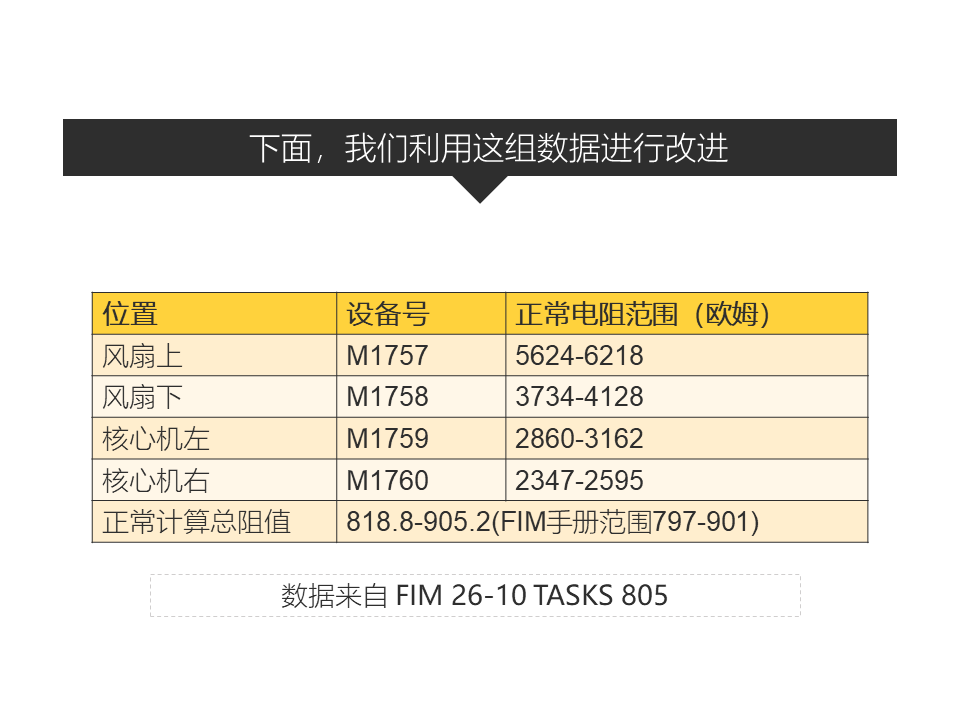 下面，我们利用这组数据进行改进
位置 设备号 正常电阻范围（欧姆）
风扇上 M1757 5624-6218
风扇下 M1758 3734-4128
核心机左 M1759 2860-3162
核心机右 M1760 2347-2595
正常计算总阻值 818.8-905.2(FIM手册范围797-901)
数据来自 FIM 26-10 TASKS 805